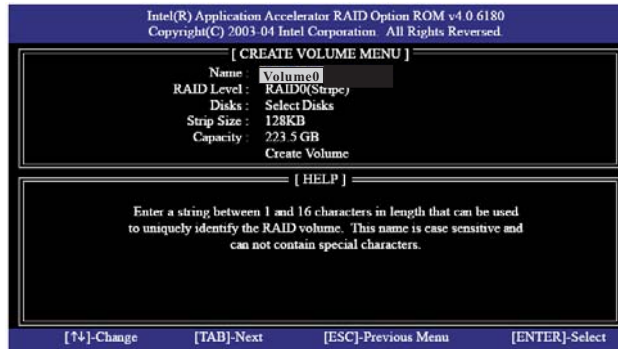 Intel(R) Application Accelerator RAID Option ROM v4.0 6180
Copyright(C) 2003-04 Intel Corporation. All Rights Reversed.
[ CREATE VOLUME MENU ]
Name : Volume0
RAID Level : RAID0(Stripe)
Disks : Select Disks
Strip Size : 128KB
Capacity : 223.5 GB
Create Volume
[ HELP ]
Enter a string between 1 and 16 characters in length that can be used
to uniquely identify the RAID volume. This name is case sensitive and
can not contain special characters.
[↑↓]-Change [TAB]-Next [ESC]-Previous Menu [ENTER]-Select